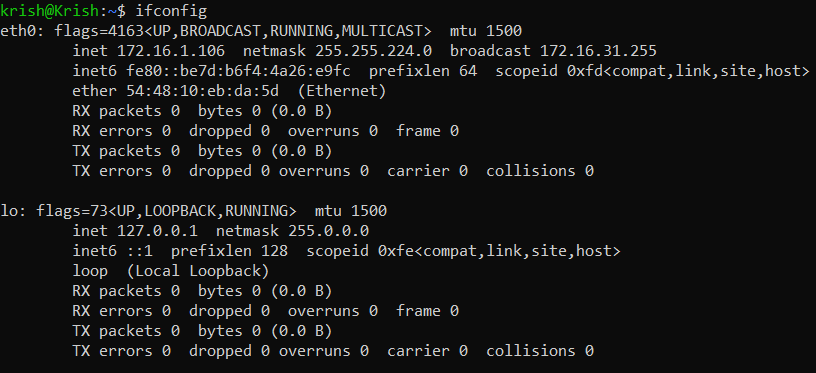 krish@Krish:~$ ifconfig
eth0: flags=4163<UP,BROADCAST,RUNNING,MULTICAST>  mtu 1500
        inet 172.16.1.106  netmask 255.255.224.0  broadcast 172.16.31.255
        inet6 fe80::be7d:b6f4:4a26:e9fc  prefixlen 64  scopeid 0xfd<compat,link,site,host>
        ether 54:48:10:eb:da:5d  (Ethernet)
        RX packets 0  bytes 0 (0.0 B)
        RX errors 0  dropped 0  overruns 0  frame 0
        TX packets 0  bytes 0 (0.0 B)
        TX errors 0  dropped 0 overruns 0  carrier 0  collisions 0

lo: flags=73<UP,LOOPBACK,RUNNING>  mtu 1500
        inet 127.0.0.1  netmask 255.0.0.0
        inet6 ::1  prefixlen 128  scopeid 0xfe<compat,link,site,host>
        loop  (Local Loopback)
        RX packets 0  bytes 0 (0.0 B)
        RX errors 0  dropped 0  overruns 0  frame 0
        TX packets 0  bytes 0 (0.0 B)
        TX errors 0  dropped 0 overruns 0  carrier 0  collisions 0